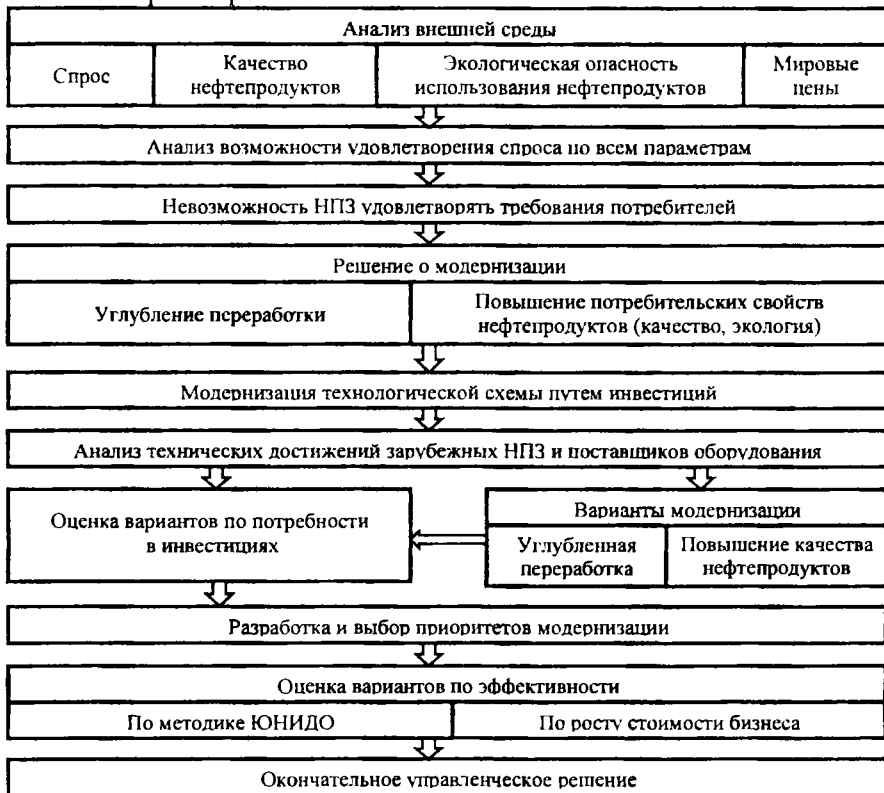 Анализ внешней среды
Спрос
Качество
нефтепродуктов
Экологическая опасность
использования нефтепродуктов
Мировые
цены
Анализ возможности удовлетворения спроса по всем параметрам
Невозможность НПЗ удовлетворять требования потребителей
Решение о модернизации
Углубление переработки
Повышение потребительских свойств
нефтепродуктов (качество, экология)
Модернизация технологической схемы путем инвестиций
Анализ технических достижений зарубежных НПЗ и поставщиков оборудования
Оценка вариантов по потребности
в инвестициях
Варианты модернизации
Углубленная
переработка
Повышение качества
нефтепродуктов
Разработка и выбор приоритетов модернизации
Оценка вариантов по эффективности
По методике ЮНИДО
По росту стоимости бизнеса
Окончательное управленческое решение